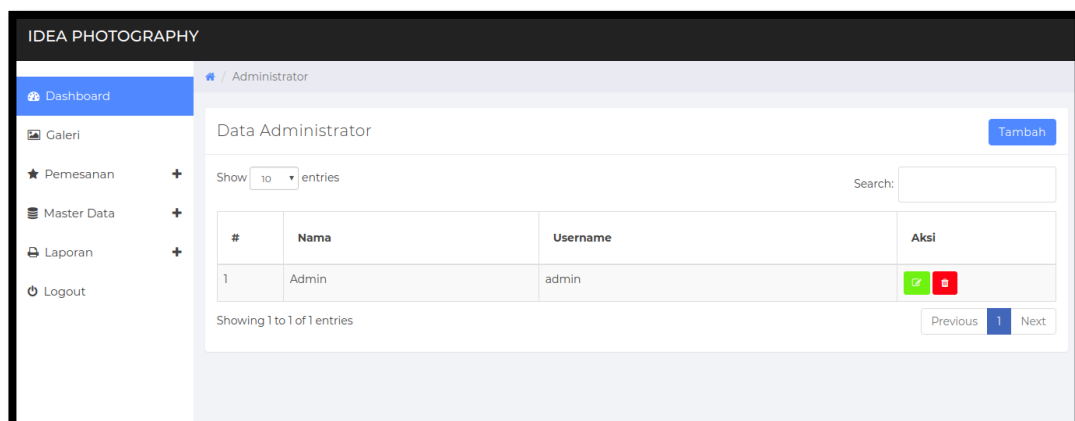 IDEA PHOTOGRAPHY
/ Administrator
Dashboard
Galeri
Pemesanan +
Master Data +
Laporan +
Logout
Data Administrator
Tambah
Show 10 entries
Search:
# Nama Username Aksi
1 Admin admin
Showing 1 to 1 of 1 entries
Previous 1 Next